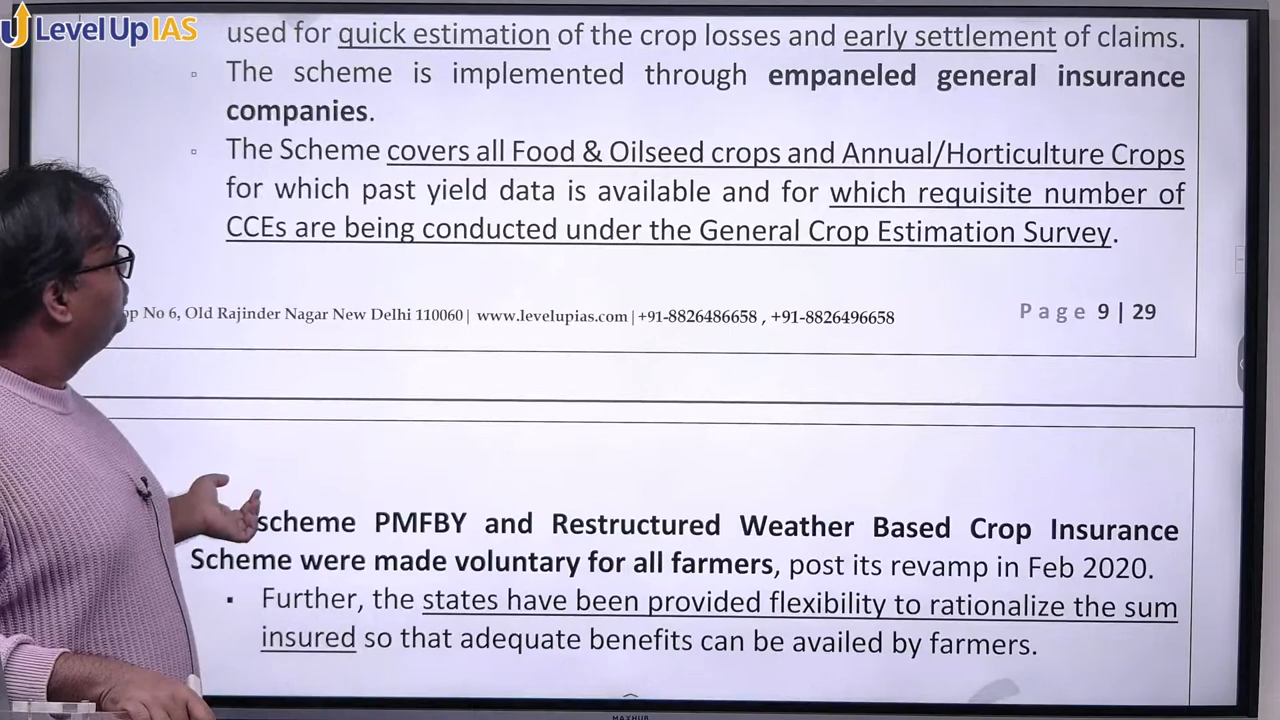 Level Up IAS
used for quick estimation of the crop losses and early settlement of claims.
▫ The scheme is implemented through empaneled general insurance
companies.
▫ The Scheme covers all Food & Oilseed crops and Annual/Horticulture Crops
for which past yield data is available and for which requisite number of
CCEs are being conducted under the General Crop Estimation Survey.
No 6, Old Rajinder Nagar New Delhi 110060| www.levelupias.com |+91-8826486658 , +91-8826496658
Page 9 | 29
scheme PMFBY and Restructured Weather Based Crop Insurance
Scheme were made voluntary for all farmers, post its revamp in Feb 2020.
▪ Further, the states have been provided flexibility to rationalize the sum
insured so that adequate benefits can be availed by farmers.
MAXHUB